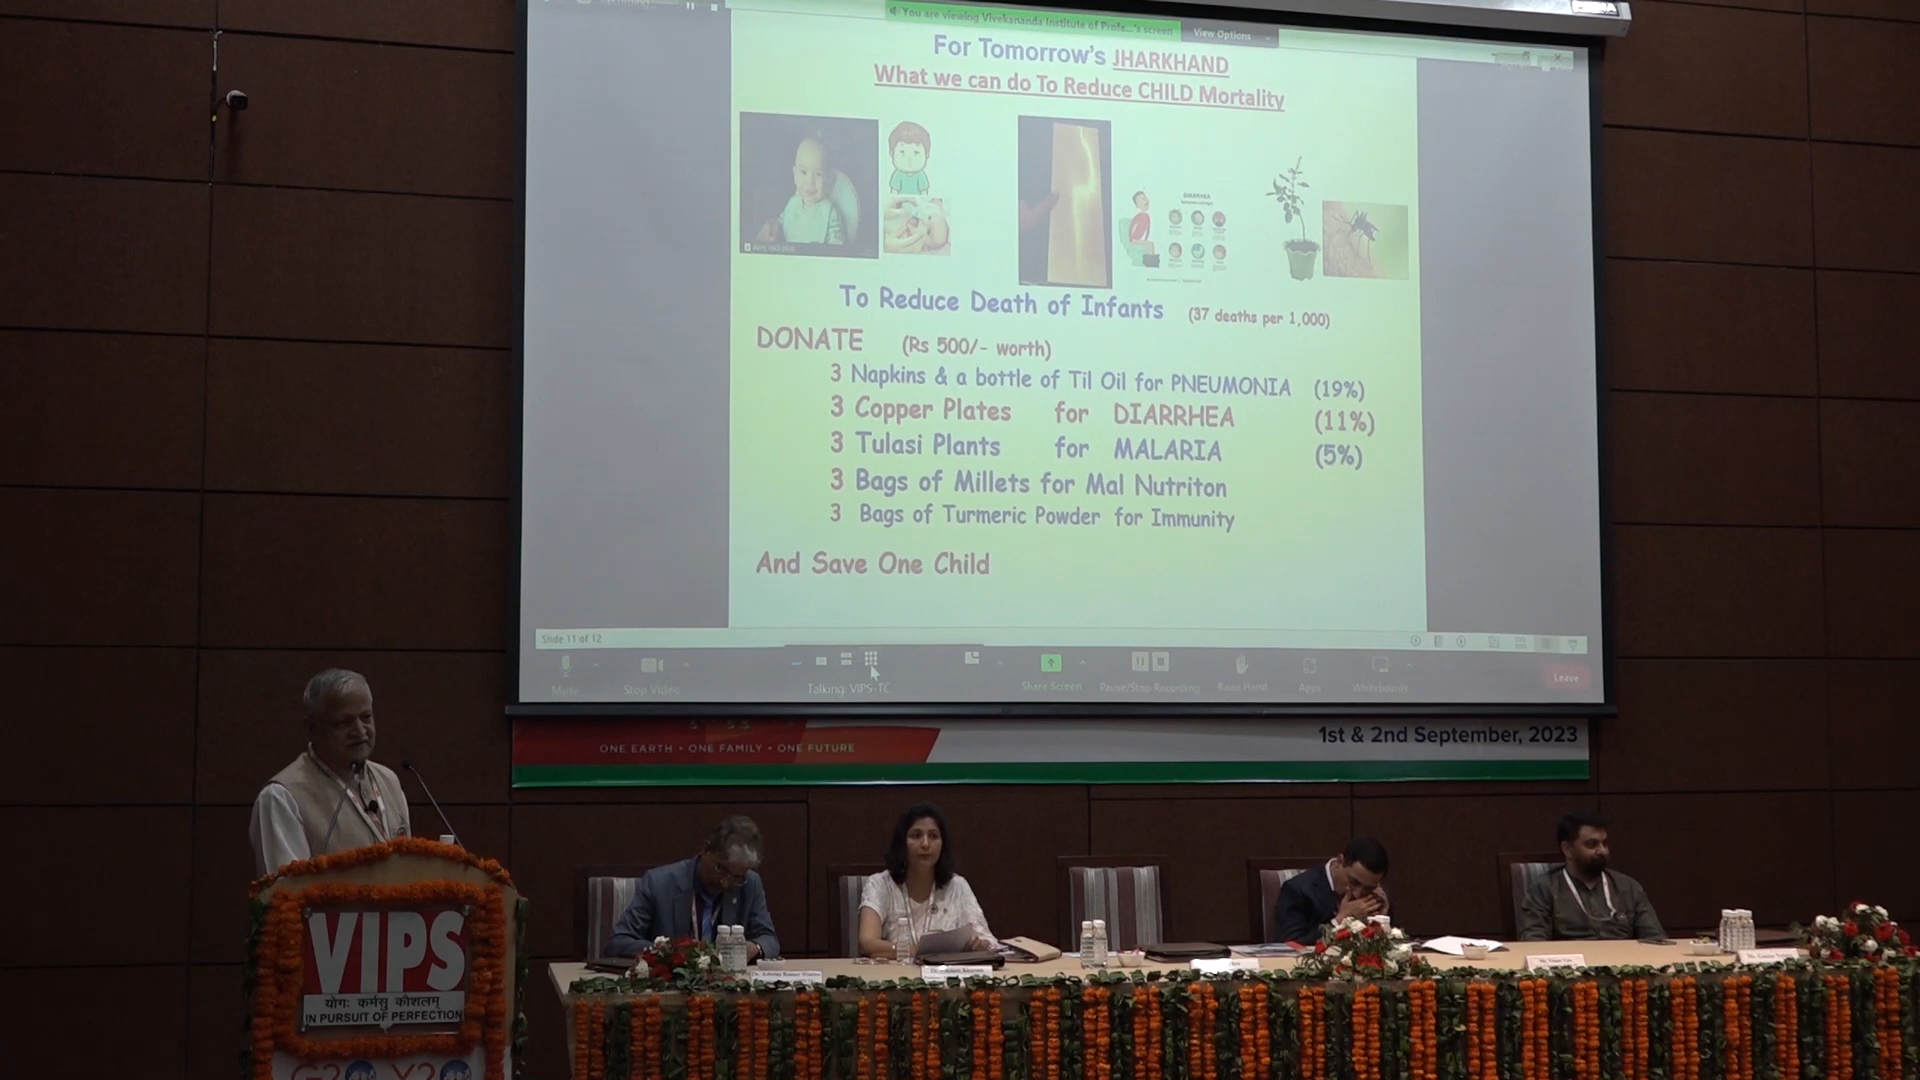 You are viewing Vivekananda Institute of Profe...'s screen
View Options
For Tomorrow's JHARKHAND
What we can do To Reduce CHILD Mortality
DIARRHEA
To Reduce Death of Infants (37 deaths per 1,000)
DONATE (Rs 500/- worth)
3 Napkins & a bottle of Til Oil for PNEUMONIA (19%)
3 Copper Plates for DIARRHEA (11%)
3 Tulasi Plants for MALARIA (5%)
3 Bags of Millets for Mal Nutriton
3 Bags of Turmeric Powder for Immunity
And Save One Child
Slide 11 of 12
Mute
Stop Video
Talking: VIPS-TC
Share Screen
Pause/Stop Recording
Raise Hand
Apps
Whiteboards
Leave
ONE EARTH • ONE FAMILY • ONE FUTURE
1st & 2nd September, 2023
VIPS
योगः कर्मसु कौशलम्
IN PURSUIT OF PERFECTION